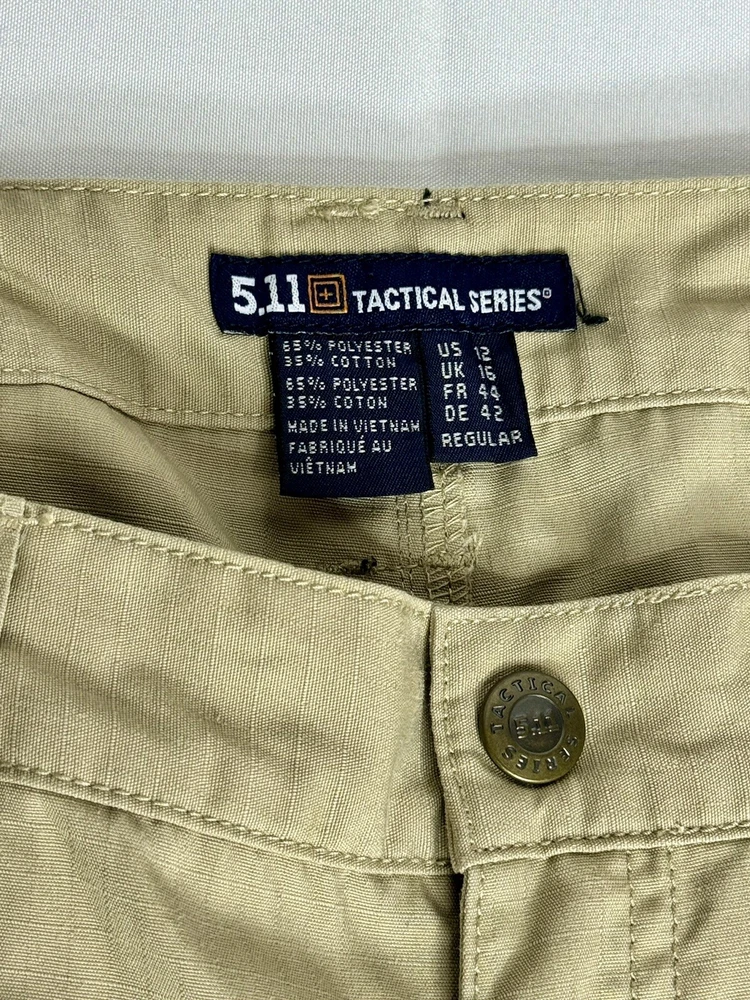 5.11 TACTICAL SERIES®
65% POLYESTER
35% COTTON
65% POLYESTER
35% COTON
MADE IN VIETNAM
FABRIQUÉ AU
VIÊTNAM
US 12
UK 16
FR 44
DE 42
REGULAR
TACTICAL
5.11
SERIES